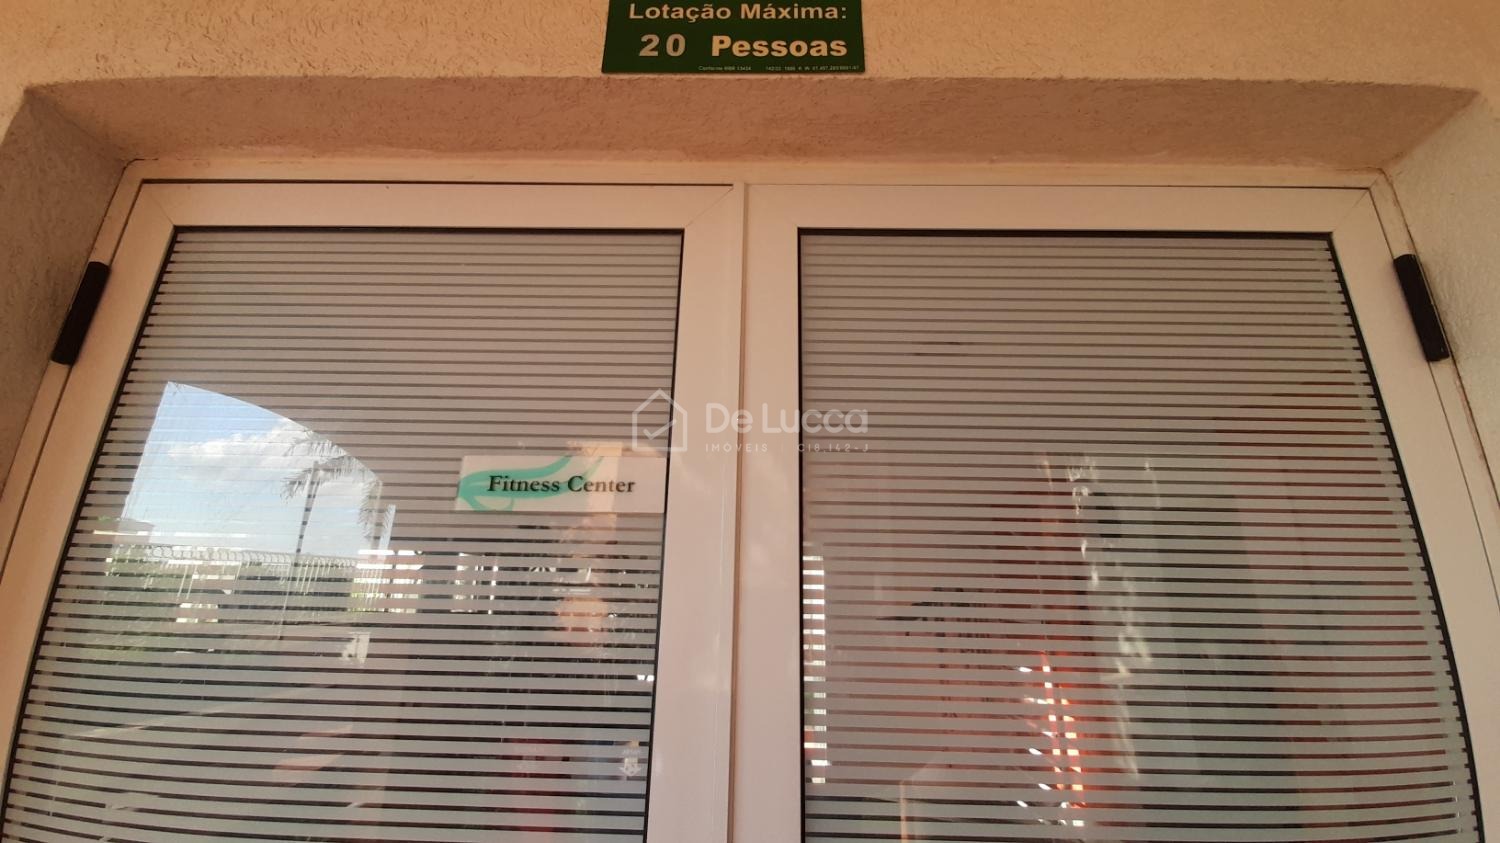 Lotação Máxima:
20 Pessoas
De Lucca
IMÓVEIS
Fitness Center